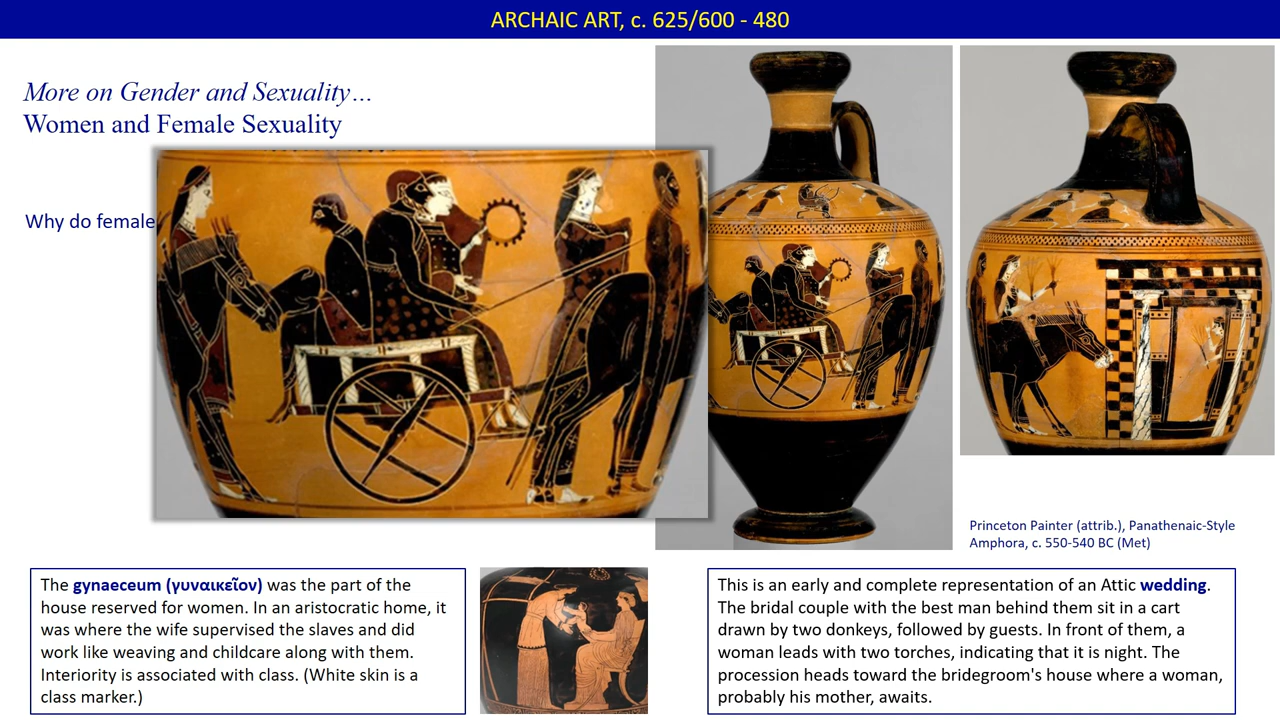 ARCHAIC ART, c. 625/600 - 480
More on Gender and Sexuality…
Women and Female Sexuality
Why do female
Princeton Painter (attrib.), Panathenaic-Style
Amphora, c. 550-540 BC (Met)
The gynaeceum (γυναικεῖον) was the part of the
house reserved for women. In an aristocratic home, it
was where the wife supervised the slaves and did
work like weaving and childcare along with them.
Interiority is associated with class. (White skin is a
class marker.)
This is an early and complete representation of an Attic wedding.
The bridal couple with the best man behind them sit in a cart
drawn by two donkeys, followed by guests. In front of them, a
woman leads with two torches, indicating that it is night. The
procession heads toward the bridegroom's house where a woman,
probably his mother, awaits.